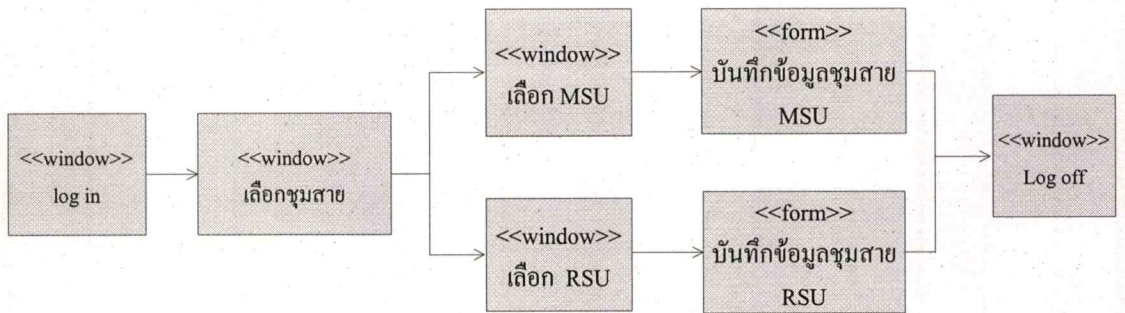 <<window>>
log in
<<window>>
เลือกชุมสาย
<<window>>
เลือก MSU
<<form>>
บันทึกข้อมูลชุมสาย
MSU
<<window>>
เลือก RSU
<<form>>
บันทึกข้อมูลชุมสาย
RSU
<<window>>
Log off